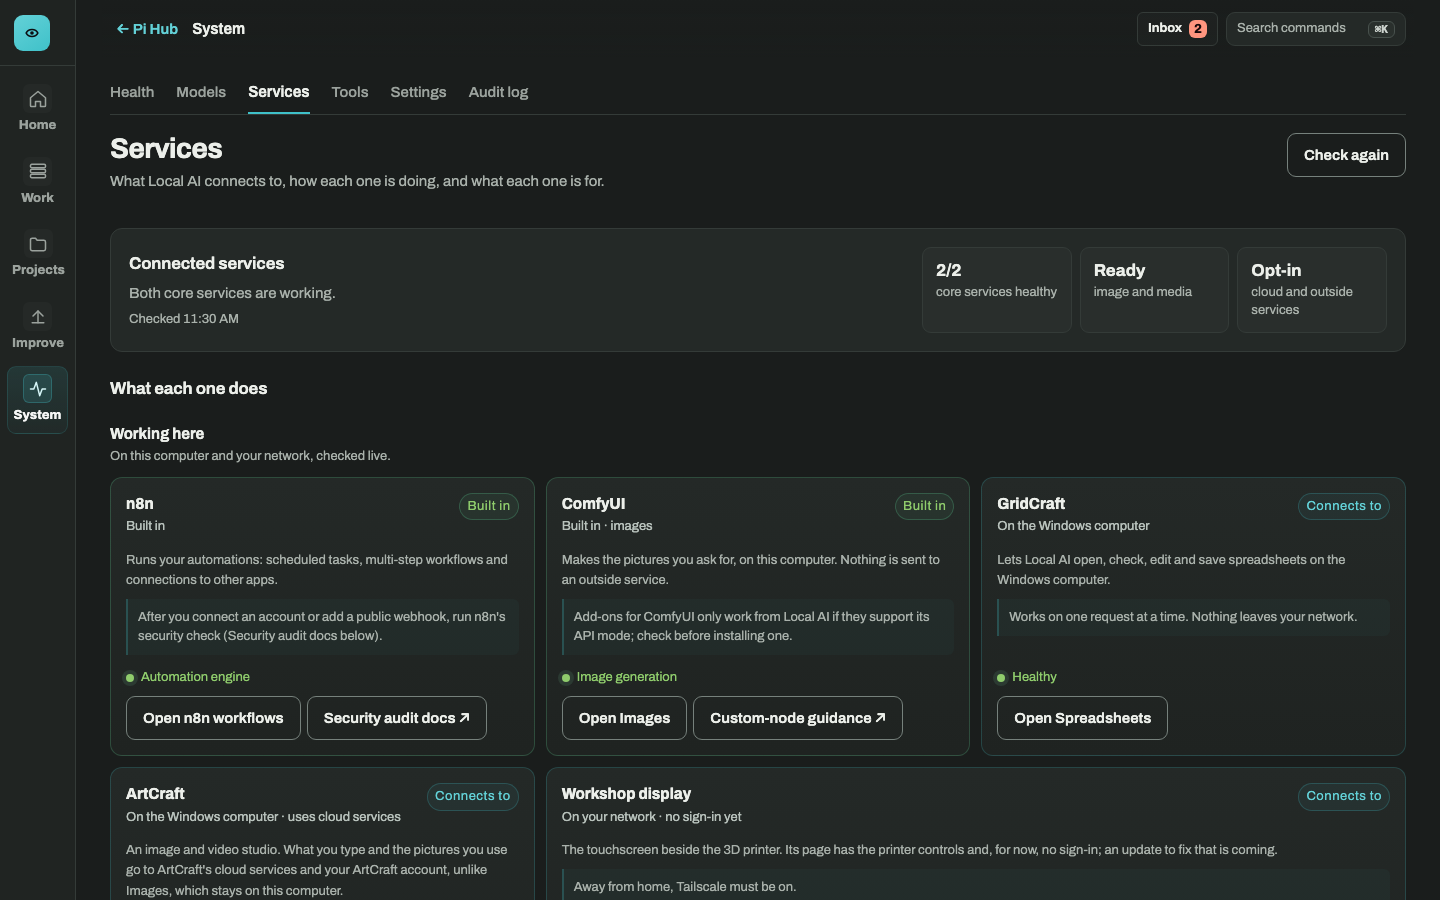 ← Pi Hub System
Inbox 2
Search commands ⌘K
Home
Work
Projects
Improve
System
Health Models Services Tools Settings Audit log
Services
What Local AI connects to, how each one is doing, and what each one is for.
Check again
Connected services
Both core services are working.
Checked 11:30 AM
2/2
core services healthy
Ready
image and media
Opt-in
cloud and outside
services
What each one does
Working here
On this computer and your network, checked live.
n8n
Built in
Built in
Runs your automations: scheduled tasks, multi-step workflows and
connections to other apps.
After you connect an account or add a public webhook, run n8n's
security check (Security audit docs below).
Automation engine
Open n8n workflows
Security audit docs ↗
ComfyUI
Built in
Built in · images
Makes the pictures you ask for, on this computer. Nothing is sent to
an outside service.
Add-ons for ComfyUI only work from Local AI if they support its
API mode; check before installing one.
Image generation
Open Images
Custom-node guidance ↗
GridCraft
Connects to
On the Windows computer
Lets Local AI open, check, edit and save spreadsheets on the
Windows computer.
Works on one request at a time. Nothing leaves your network.
Healthy
Open Spreadsheets
ArtCraft
Connects to
On the Windows computer · uses cloud services
An image and video studio. What you type and the pictures you use
go to ArtCraft's cloud services and your ArtCraft account, unlike
Images, which stays on this computer.
Workshop display
Connects to
On your network · no sign-in yet
The touchscreen beside the 3D printer. Its page has the printer controls and, for now, no sign-in; an update to fix that is coming.
Away from home, Tailscale must be on.